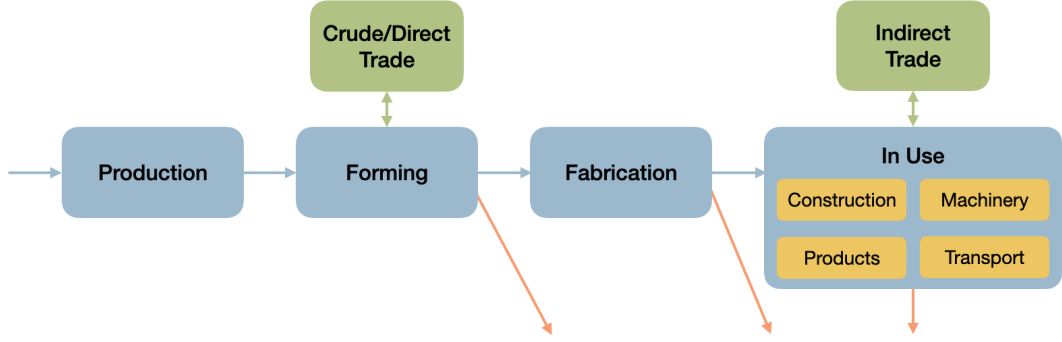 Crude/Direct
Trade
Indirect
Trade
Production
Forming
Fabrication
In Use
Construction
Machinery
Products
Transport